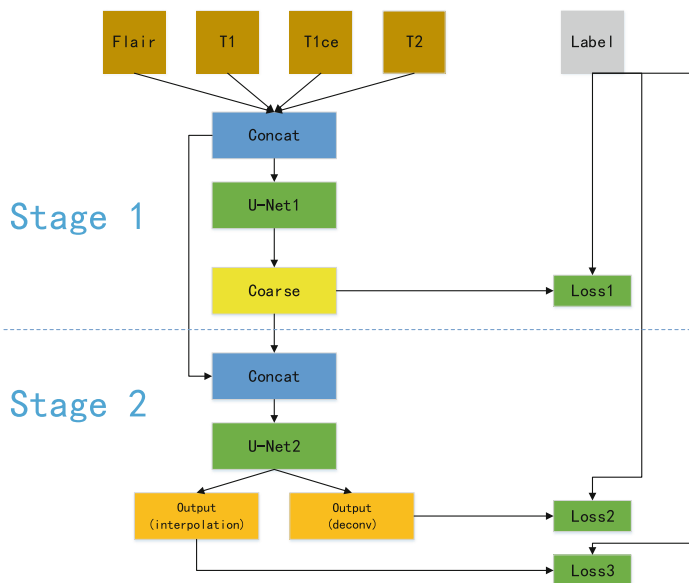 Flair
T1
T1ce
T2
Label
Concat
Stage 1
U-Net1
Coarse
Loss1
Concat
Stage 2
U-Net2
Output
(interpolation)
Output
(deconv)
Loss2
Loss3